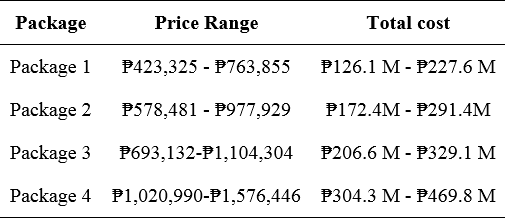 Package Price Range Total cost
Package 1 ₱423,325 - ₱763,855 ₱126.1 M - ₱227.6 M
Package 2 ₱578,481 - ₱977,929 ₱172.4M - ₱291.4M
Package 3 ₱693,132-₱1,104,304 ₱206.6 M - ₱329.1 M
Package 4 ₱1,020,990-₱1,576,446 ₱304.3 M - ₱469.8 M